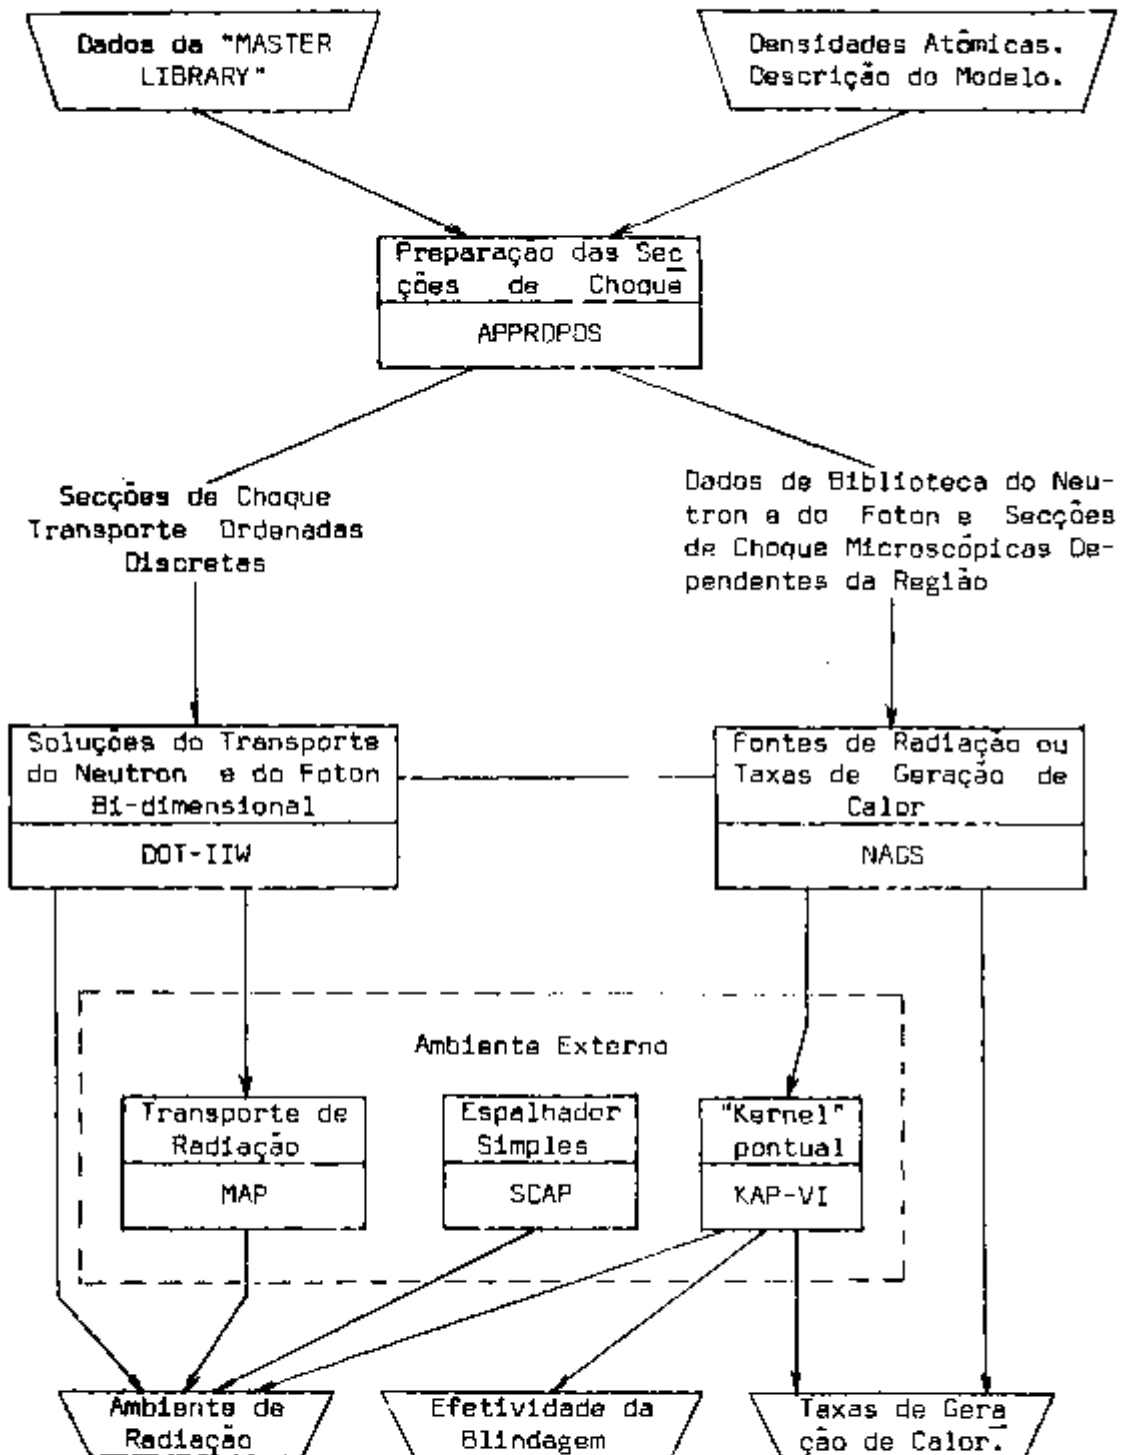 Dados da "MASTER
LIBRARY"
Densidades Atômicas.
Descrição do Modelo.
Preparação das Sec
ções de Choque
APPROPOS
Secções de Choque
Transporte Ordenadas
Discretas
Dados de Biblioteca do Neu-
tron e do Foton e Secções
de Choque Microscópicas De-
pendentes da Região
Soluções do Transporte
do Neutron e do Foton
Bi-dimensional
DOT-IIW
Fontes de Radiação ou
Taxas de Geração de
Calor
NAGS
Ambiente Externo
Transporte de
Radiação
MAP
Espalhador
Simples
SCAP
"Kernel"
pontual
KAP-VI
Ambiente de
Radiação
Efetividade da
Blindagem
Taxas de Gera
ção de Calor.